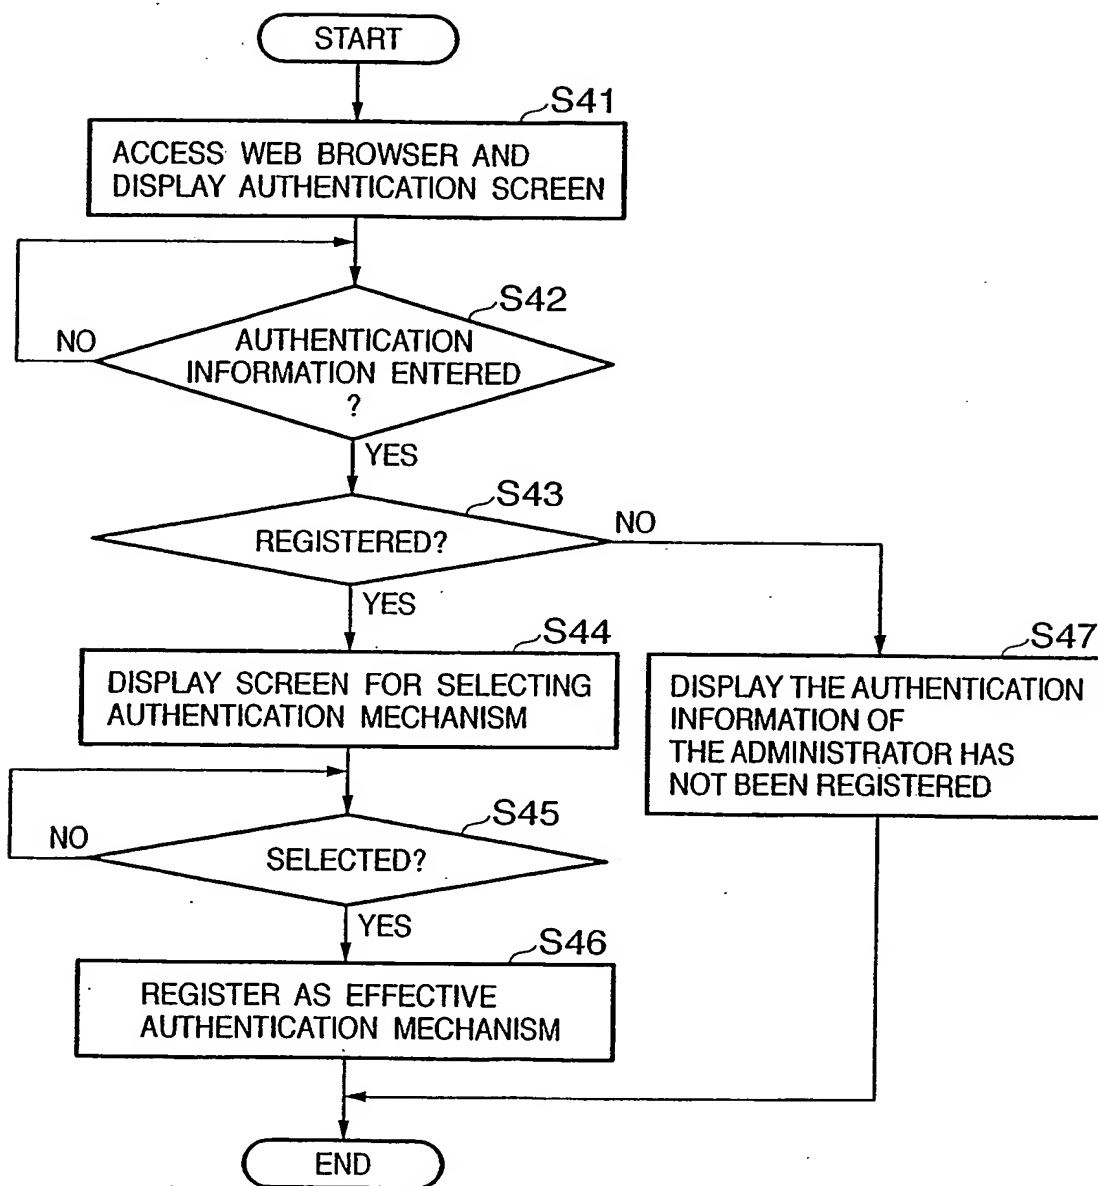 START
S41
ACCESS WEB BROWSER AND
DISPLAY AUTHENTICATION SCREEN
S42
AUTHENTICATION
INFORMATION ENTERED
?
NO
YES
S43
REGISTERED?
NO
YES
S44
DISPLAY SCREEN FOR SELECTING
AUTHENTICATION MECHANISM
S47
DISPLAY THE AUTHENTICATION
INFORMATION OF
THE ADMINISTRATOR HAS
NOT BEEN REGISTERED
S45
SELECTED?
NO
YES
S46
REGISTER AS EFFECTIVE
AUTHENTICATION MECHANISM
END